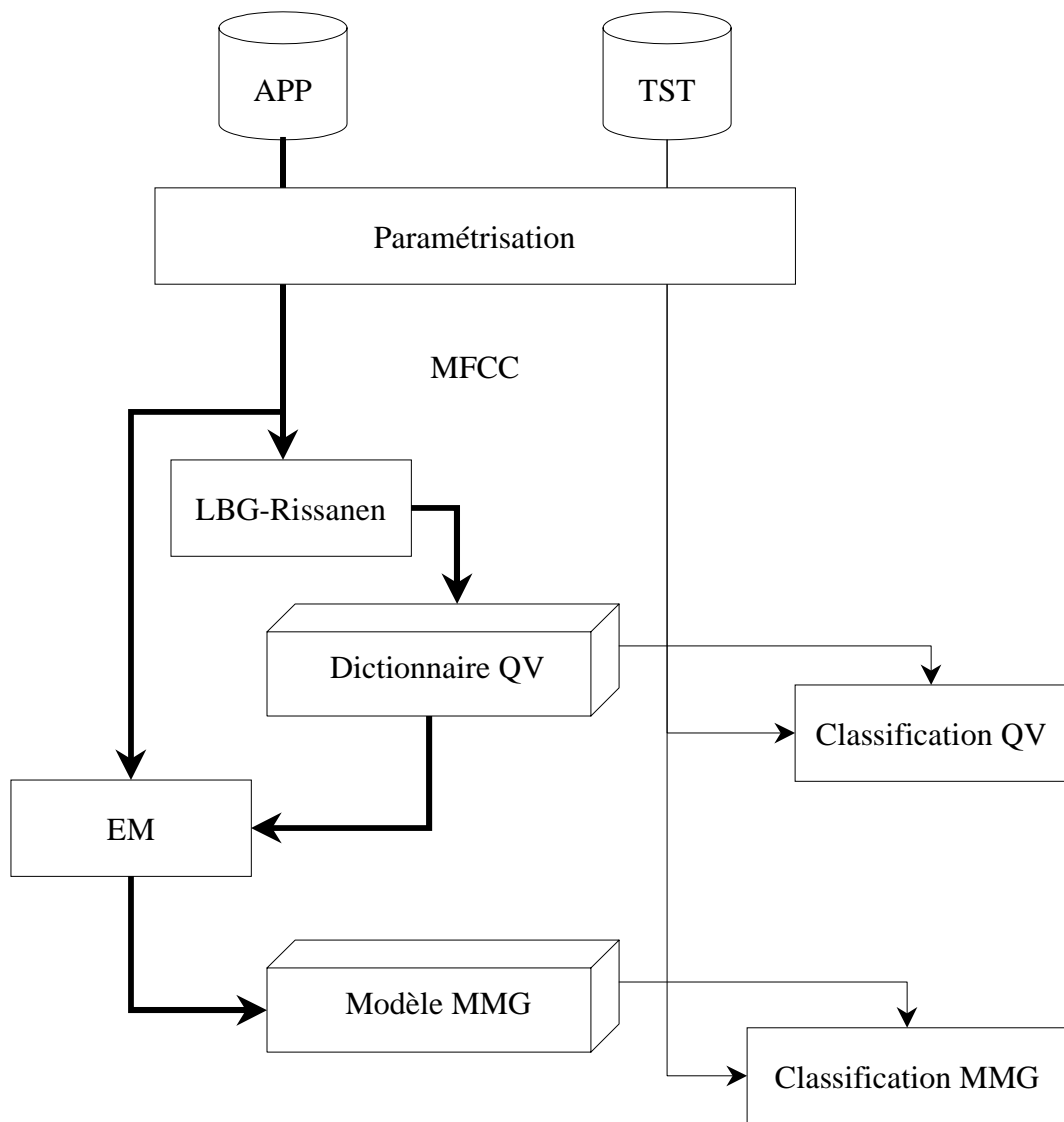 APP
TST
Paramétrisation
MFCC
LBG-Rissanen
Dictionnaire QV
Classification QV
EM
Modèle MMG
Classification MMG